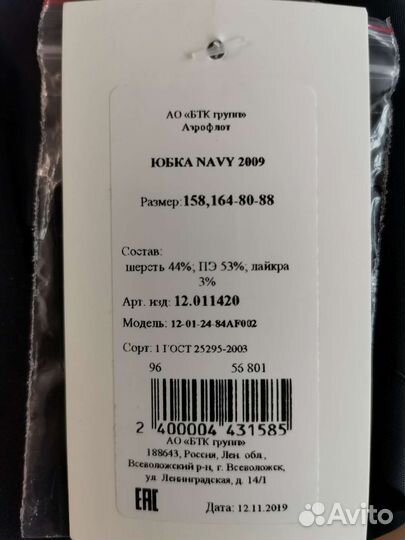 АО «БТК групп»
Аэрофлот
ЮБКА NAVY 2009
Размер:158,164-80-88
Состав:
шерсть 44%; ПЭ 53%; лайкра
3%
Арт. изд: 12.011420
Модель: 12-01-24-84AF002
Сорт: 1 ГОСТ 25295-2003
96 56 801
2 400004 431585
АО «БТК групп»
188643, Россия, Лен. обл.,
Всеволожский р-н, г. Всеволожск,
ул. Ленинградская, д. 14/1
EAC Дата: 12.11.2019
Avito